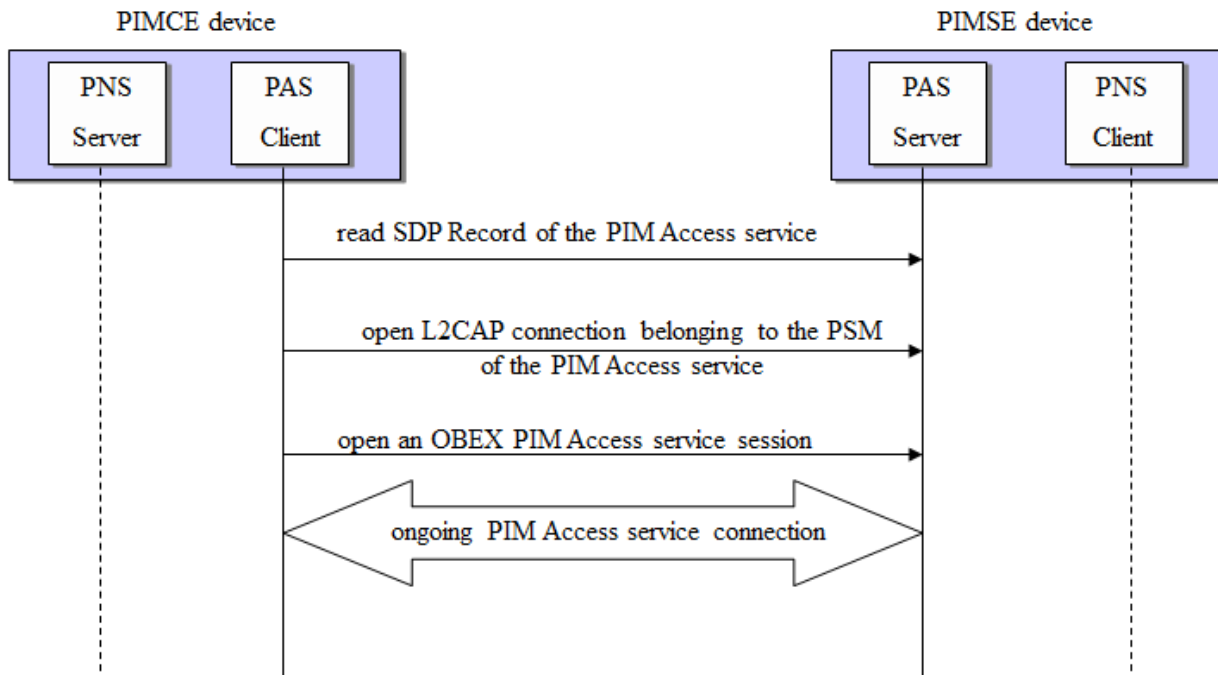 PIMCE device
PIMSE device
PNS
Server
PAS
Client
PAS
Server
PNS
Client
read SDP Record of the PIM Access service
open L2CAP connection belonging to the PSM
of the PIM Access service
open an OBEX PIM Access service session
ongoing PIM Access service connection